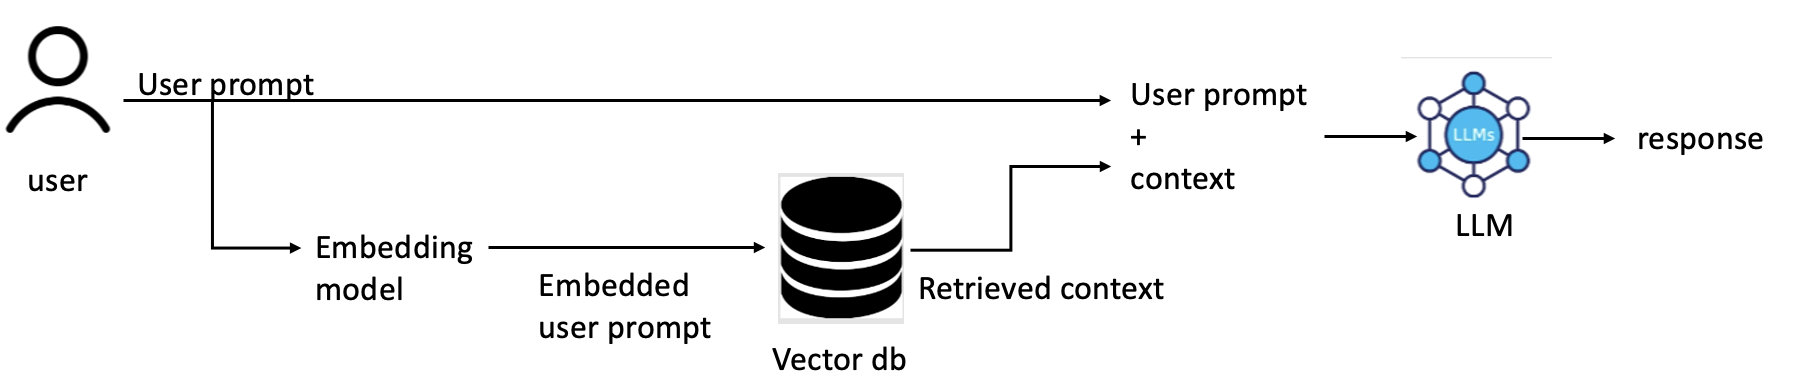 User prompt
user
Embedding
model
Embedded
user prompt
Vector db
Retrieved context
User prompt
+
context
LLMs
LLM
response